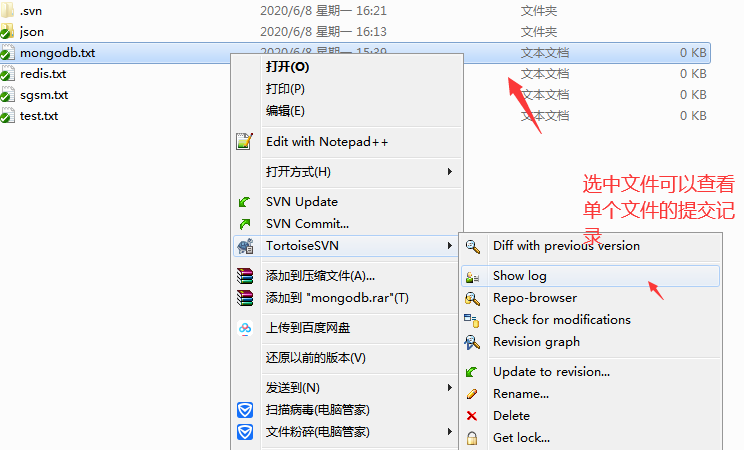 .svn 2020/6/8 星期一 16:21 文件夹
json 2020/6/8 星期一 16:13 文件夹
mongodb.txt 2020/6/8 星期一 15:39 文本文档 0 KB
redis.txt 文本文档 0 KB
sgsm.txt 文本文档 0 KB
test.txt 文本文档 0 KB
打开(O)
打印(P)
编辑(E)
Edit with Notepad++
打开方式(H)
SVN Update
SVN Commit...
TortoiseSVN
添加到压缩文件(A)...
添加到 "mongodb.rar"(T)
上传到百度网盘
还原以前的版本(V)
发送到(N)
扫描病毒(电脑管家)
文件粉碎(电脑管家)
选中文件可以查看
单个文件的提交记
录
Diff with previous version
Show log
Repo-browser
Check for modifications
Revision graph
Update to revision...
Rename...
Delete
Get lock...